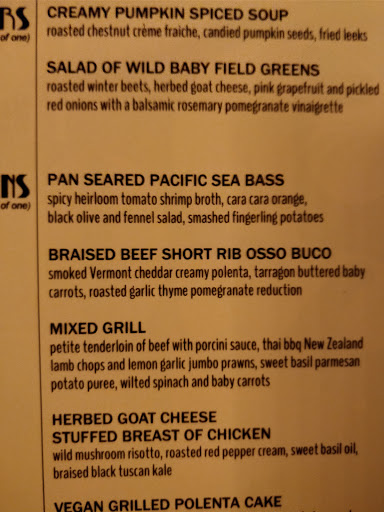 RS
of one)
CREAMY PUMPKIN SPICED SOUP
roasted chestnut crème fraiche, candied pumpkin seeds, fried leeks
SALAD OF WILD BABY FIELD GREENS
roasted winter beets, herbed goat cheese, pink grapefruit and pickled
red onions with a balsamic rosemary pomegranate vinaigrette
NS
of one)
PAN SEARED PACIFIC SEA BASS
spicy heirloom tomato shrimp broth, cara cara orange,
black olive and fennel salad, smashed fingerling potatoes
BRAISED BEEF SHORT RIB OSSO BUCO
smoked Vermont cheddar creamy polenta, tarragon buttered baby
carrots, roasted garlic thyme pomegranate reduction
MIXED GRILL
petite tenderloin of beef with porcini sauce, thai bbq New Zealand
lamb chops and lemon garlic jumbo prawns, sweet basil parmesan
potato puree, wilted spinach and baby carrots
HERBED GOAT CHEESE
STUFFED BREAST OF CHICKEN
wild mushroom risotto, roasted red pepper cream, sweet basil oil,
braised black tuscan kale
VEGAN GRILLED POLENTA CAKE